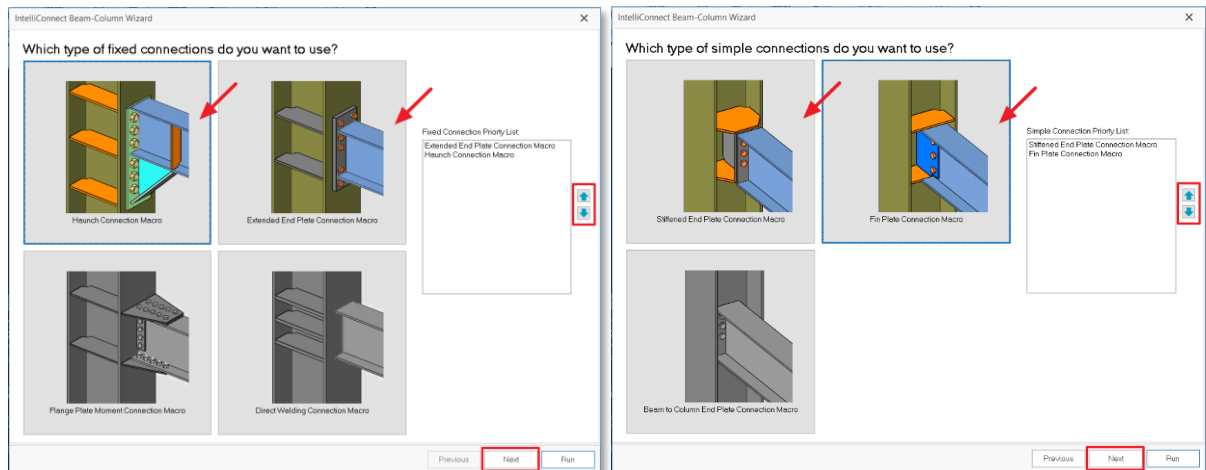 IntelliConnect Beam-Column Wizard
Which type of fixed connections do you want to use?
Haunch Connection Macro
Extended End Plate Connection Macro
Fixed Connection Priorty List:
Extended End Plate Connection Macro
Haunch Connection Macro
Flange Plate Moment Connection Macro
Direct Welding Connection Macro
Previous
Next
Run
IntelliConnect Beam-Column Wizard
Which type of simple connections do you want to use?
Stiffened End Plate Connection Macro
Fin Plate Connection Macro
Simple Connection Priorty List:
Stiffened End Plate Connection Macro
Fin Plate Connection Macro
Beam to Column End Plate Connection Macro
Previous
Next
Run